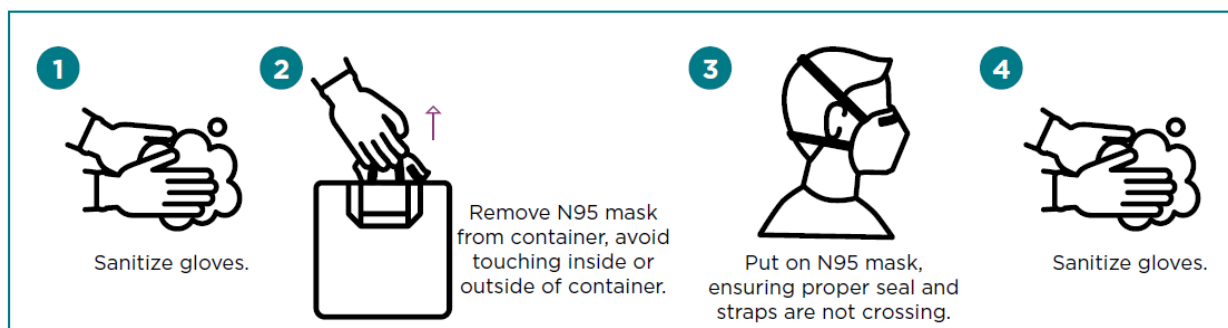 1
Sanitize gloves.
2
Remove N95 mask
from container, avoid
touching inside or
outside of container.
3
Put on N95 mask,
ensuring proper seal and
straps are not crossing.
4
Sanitize gloves.